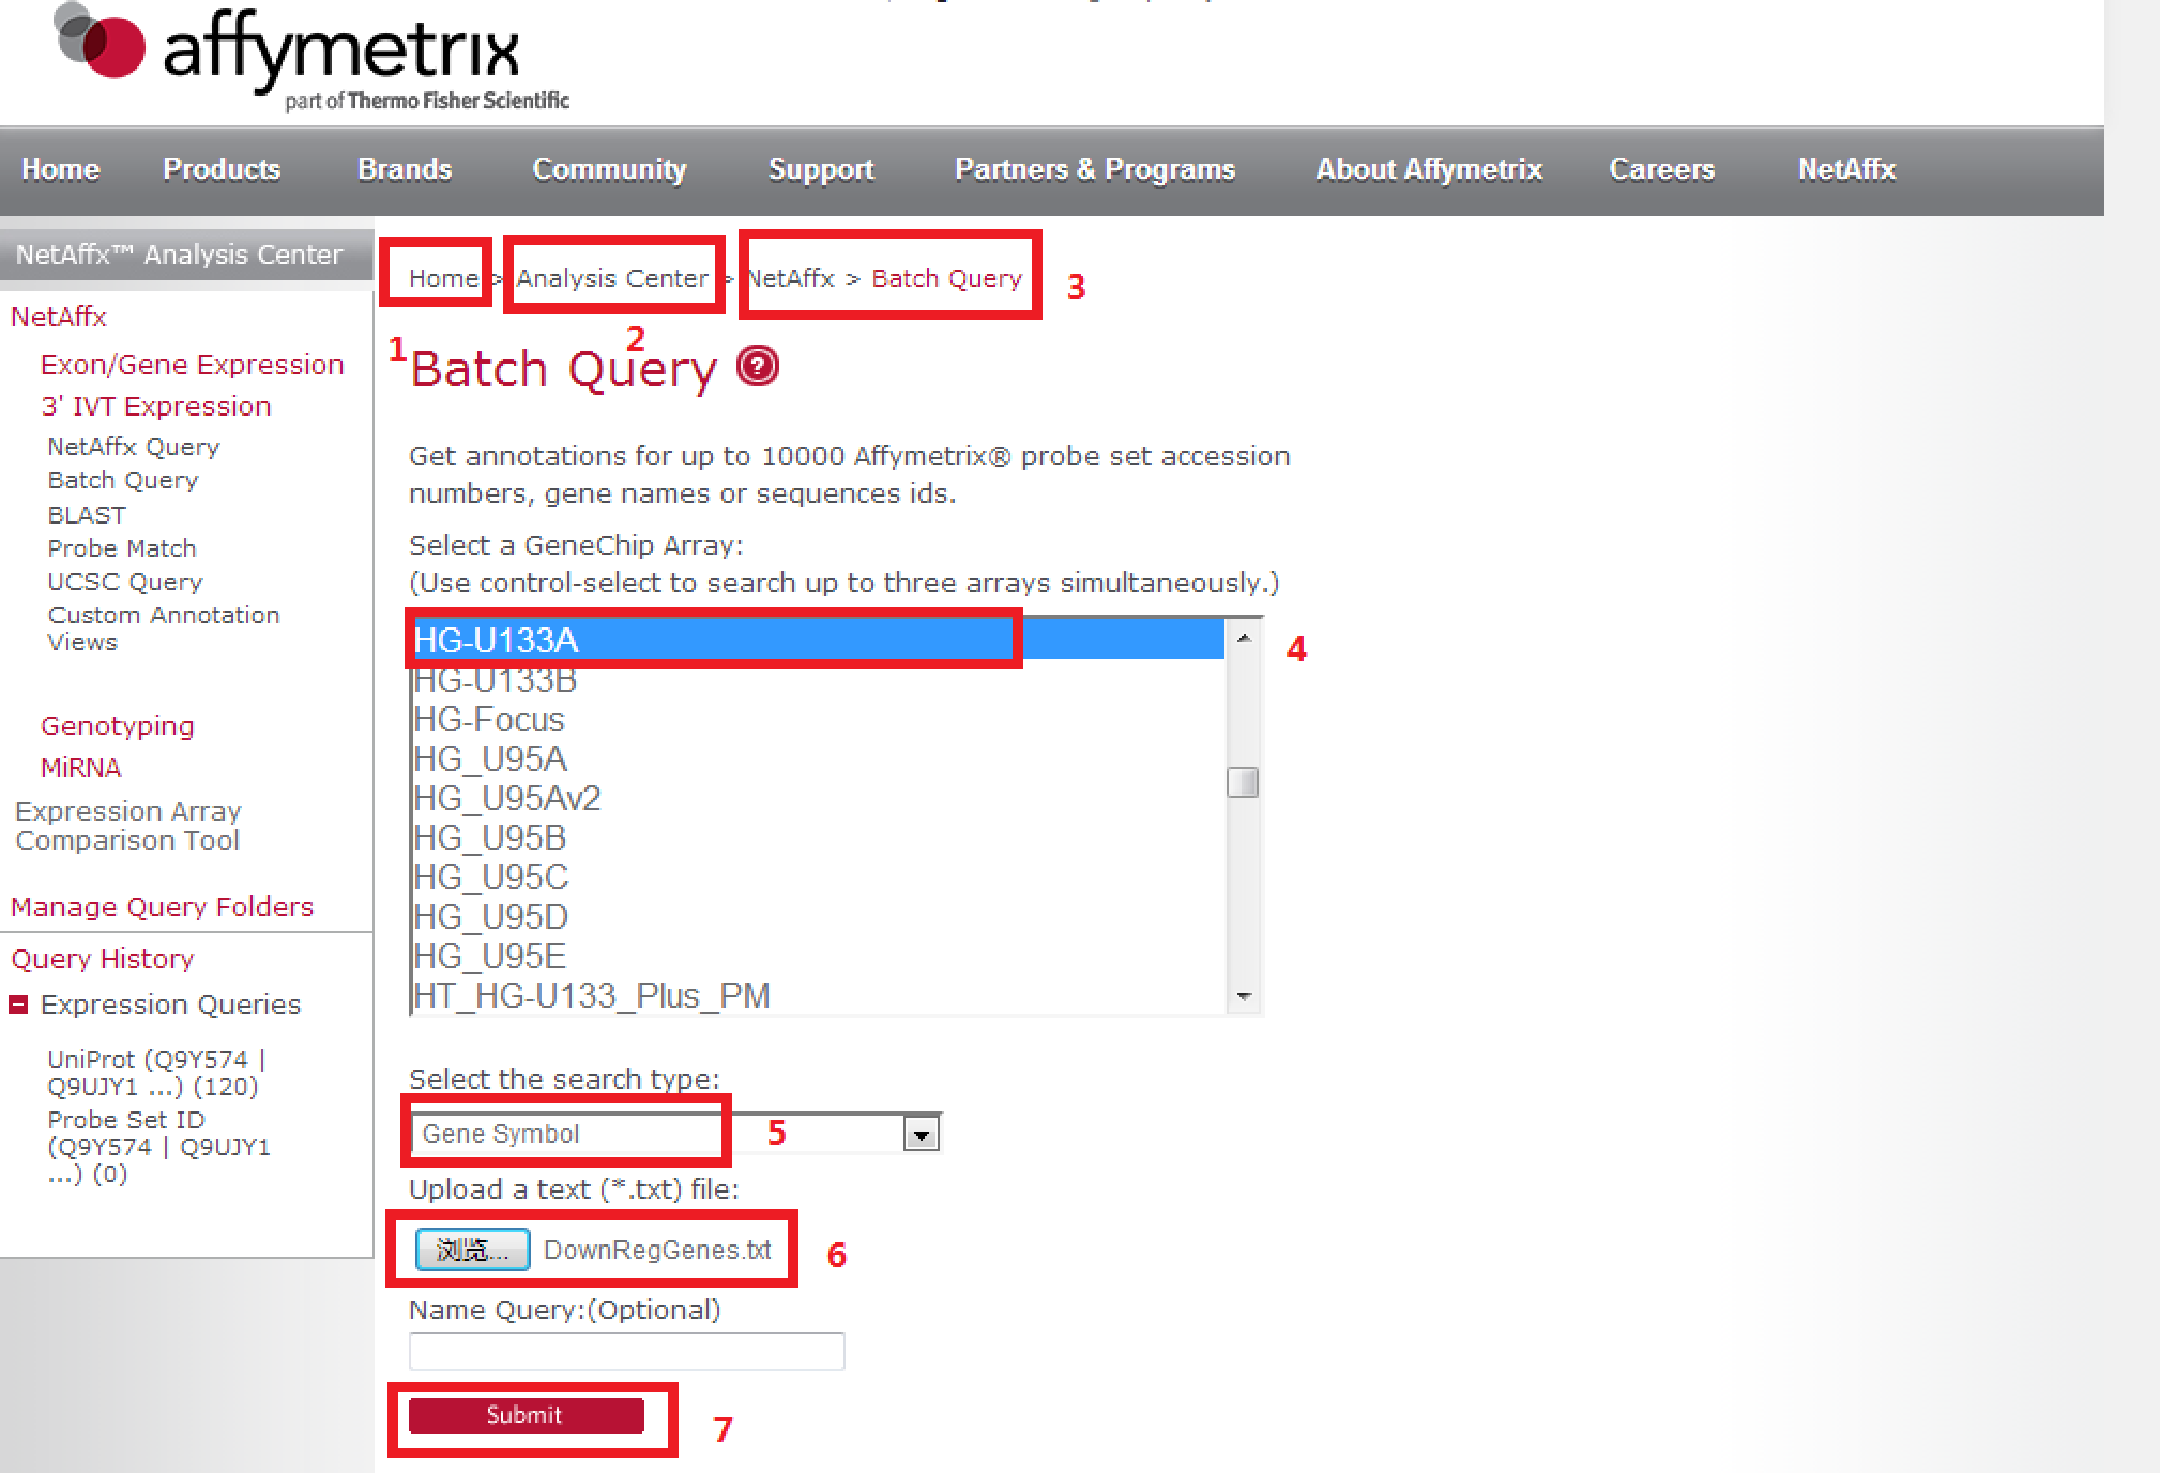 affymetrix
part of Thermo Fisher Scientific
Home Products Brands Community Support Partners & Programs About Affymetrix Careers NetAffx
NetAffx™ Analysis Center
NetAffx
Exon/Gene Expression
3' IVT Expression
NetAffx Query
Batch Query
BLAST
Probe Match
UCSC Query
Custom Annotation
Views
Genotyping
MiRNA
Expression Array
Comparison Tool
Manage Query Folders
Query History
Expression Queries
UniProt (Q9Y574 |
Q9UJY1 ...) (120)
Probe Set ID
(Q9Y574 | Q9UJY1
...) (0)
Home > Analysis Center > NetAffx > Batch Query 3
1 2
Batch Query ?
Get annotations for up to 10000 Affymetrix® probe set accession
numbers, gene names or sequences ids.
Select a GeneChip Array:
(Use control-select to search up to three arrays simultaneously.)
HG-U133A 4
HG-U133B
HG-Focus
HG_U95A
HG_U95Av2
HG_U95B
HG_U95C
HG_U95D
HG_U95E
HT_HG-U133_Plus_PM
Select the search type:
Gene Symbol 5
Upload a text (*.txt) file:
浏览... DownRegGenes.txt 6
Name Query:(Optional)
Submit 7